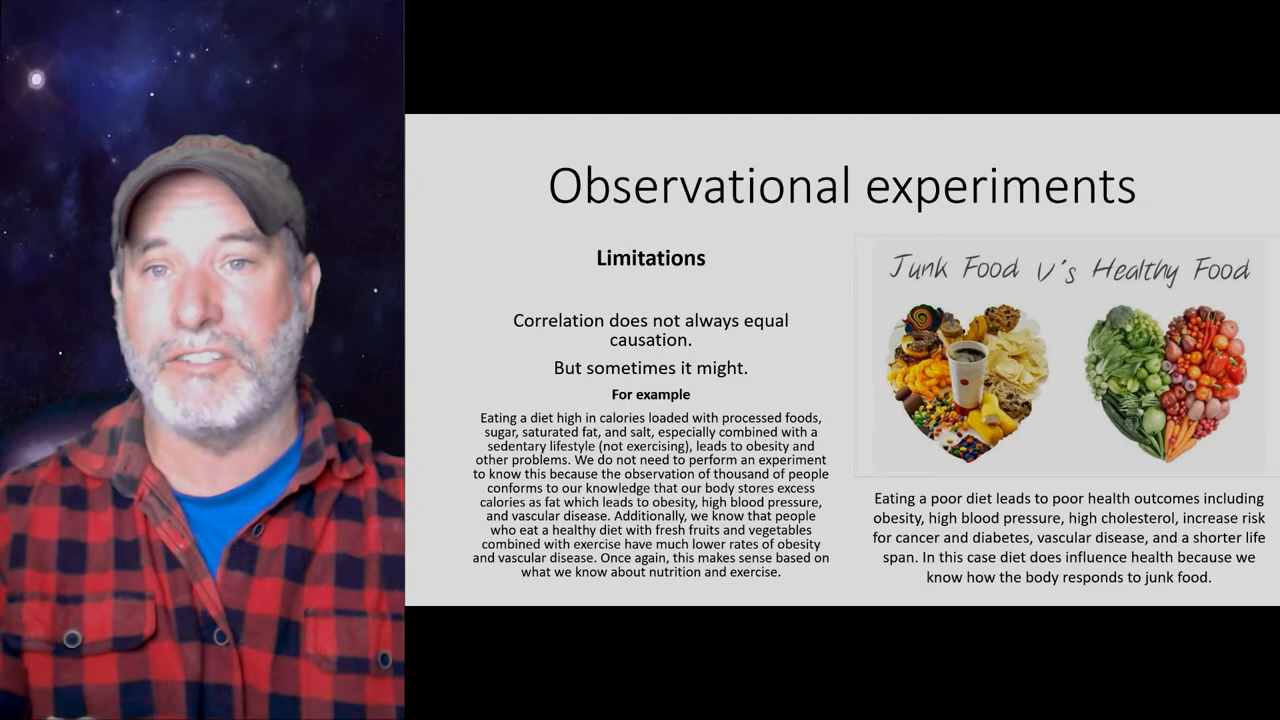 Observational experiments
Limitations
Correlation does not always equal
causation.
But sometimes it might.
For example
Eating a diet high in calories loaded with processed foods,
sugar, saturated fat, and salt, especially combined with a
sedentary lifestyle (not exercising), leads to obesity and
other problems. We do not need to perform an experiment
to know this because the observation of thousand of people
conforms to our knowledge that our body stores excess
calories as fat which leads to obesity, high blood pressure,
and vascular disease. Additionally, we know that people
who eat a healthy diet with fresh fruits and vegetables
combined with exercise have much lower rates of obesity
and vascular disease. Once again, this makes sense based on
what we know about nutrition and exercise.
Junk Food V's Healthy Food
Eating a poor diet leads to poor health outcomes including
obesity, high blood pressure, high cholesterol, increase risk
for cancer and diabetes, vascular disease, and a shorter life
span. In this case diet does influence health because we
know how the body responds to junk food.